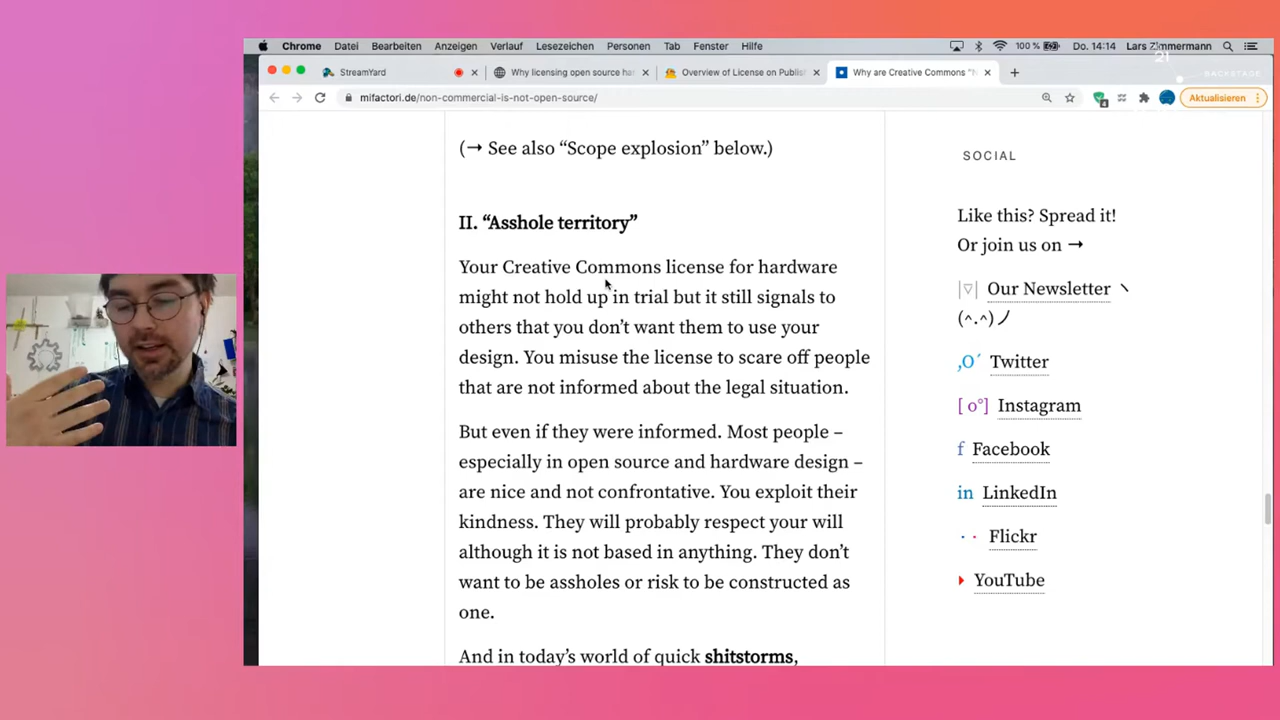 Chrome Datei Bearbeiten Anzeigen Verlauf Lesezeichen Personen Tab Fenster Hilfe 100 % Do. 14:14 Lars Zimmermann
21
BACKSTAGE
StreamYard Why licensing open source har Overview of License on Publis Why are Creative Commons "N
mifactori.de/non-commercial-is-not-open-source/ Aktualisieren
(→ See also “Scope explosion” below.)
II. “Asshole territory”
Your Creative Commons license for hardware
might not hold up in trial but it still signals to
others that you don’t want them to use your
design. You misuse the license to scare off people
that are not informed about the legal situation.
But even if they were informed. Most people –
especially in open source and hardware design –
are nice and not confrontative. You exploit their
kindness. They will probably respect your will
although it is not based in anything. They don’t
want to be assholes or risk to be constructed as
one.
And in today’s world of quick shitstorms,
SOCIAL
Like this? Spread it!
Or join us on →
|▽| Our Newsletter ヽ
(^.^)ノ
,O´ Twitter
[ o°] Instagram
f Facebook
in LinkedIn
· · Flickr
YouTube